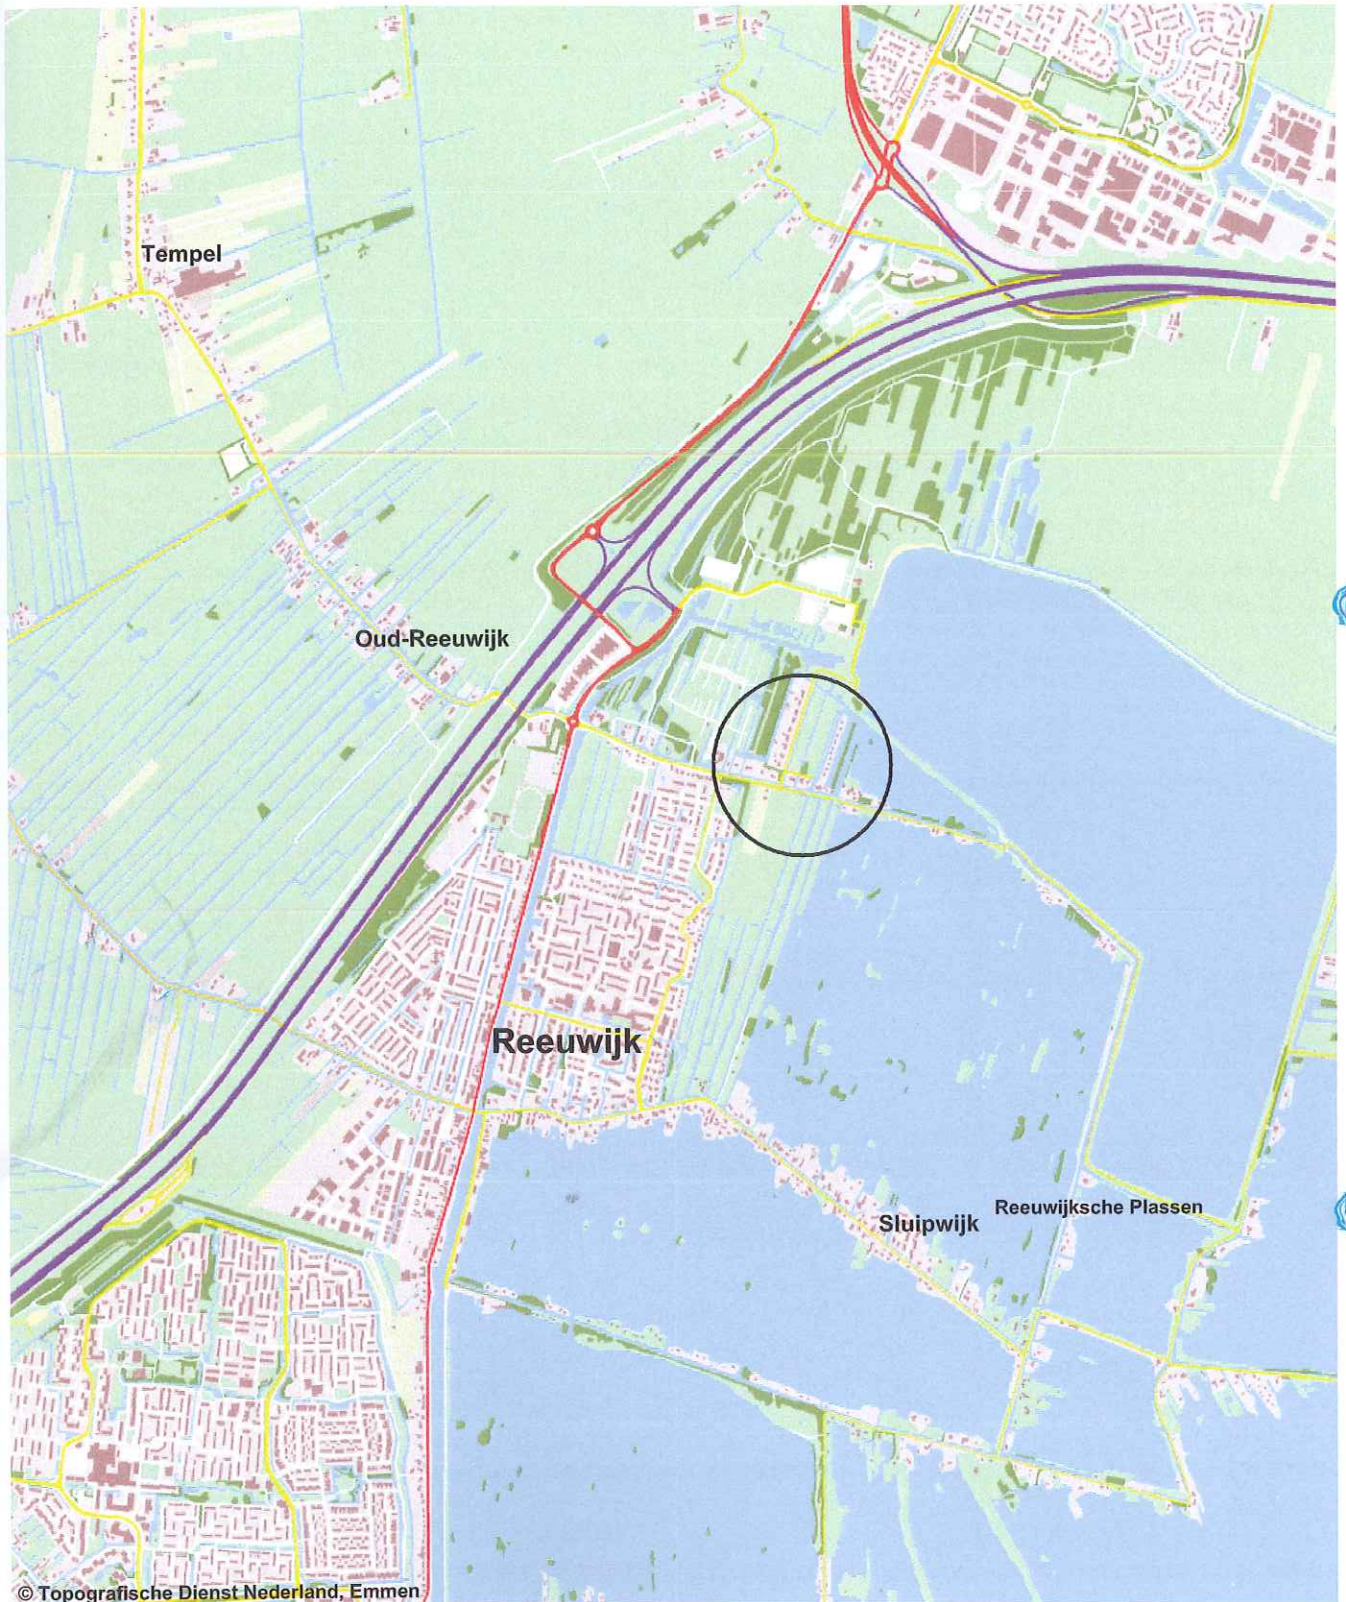 Tempel
Oud-Reeuwijk
Reeuwijk
Sluipwijk
Reeuwijksche Plassen
© Topografische Dienst Nederland, Emmen